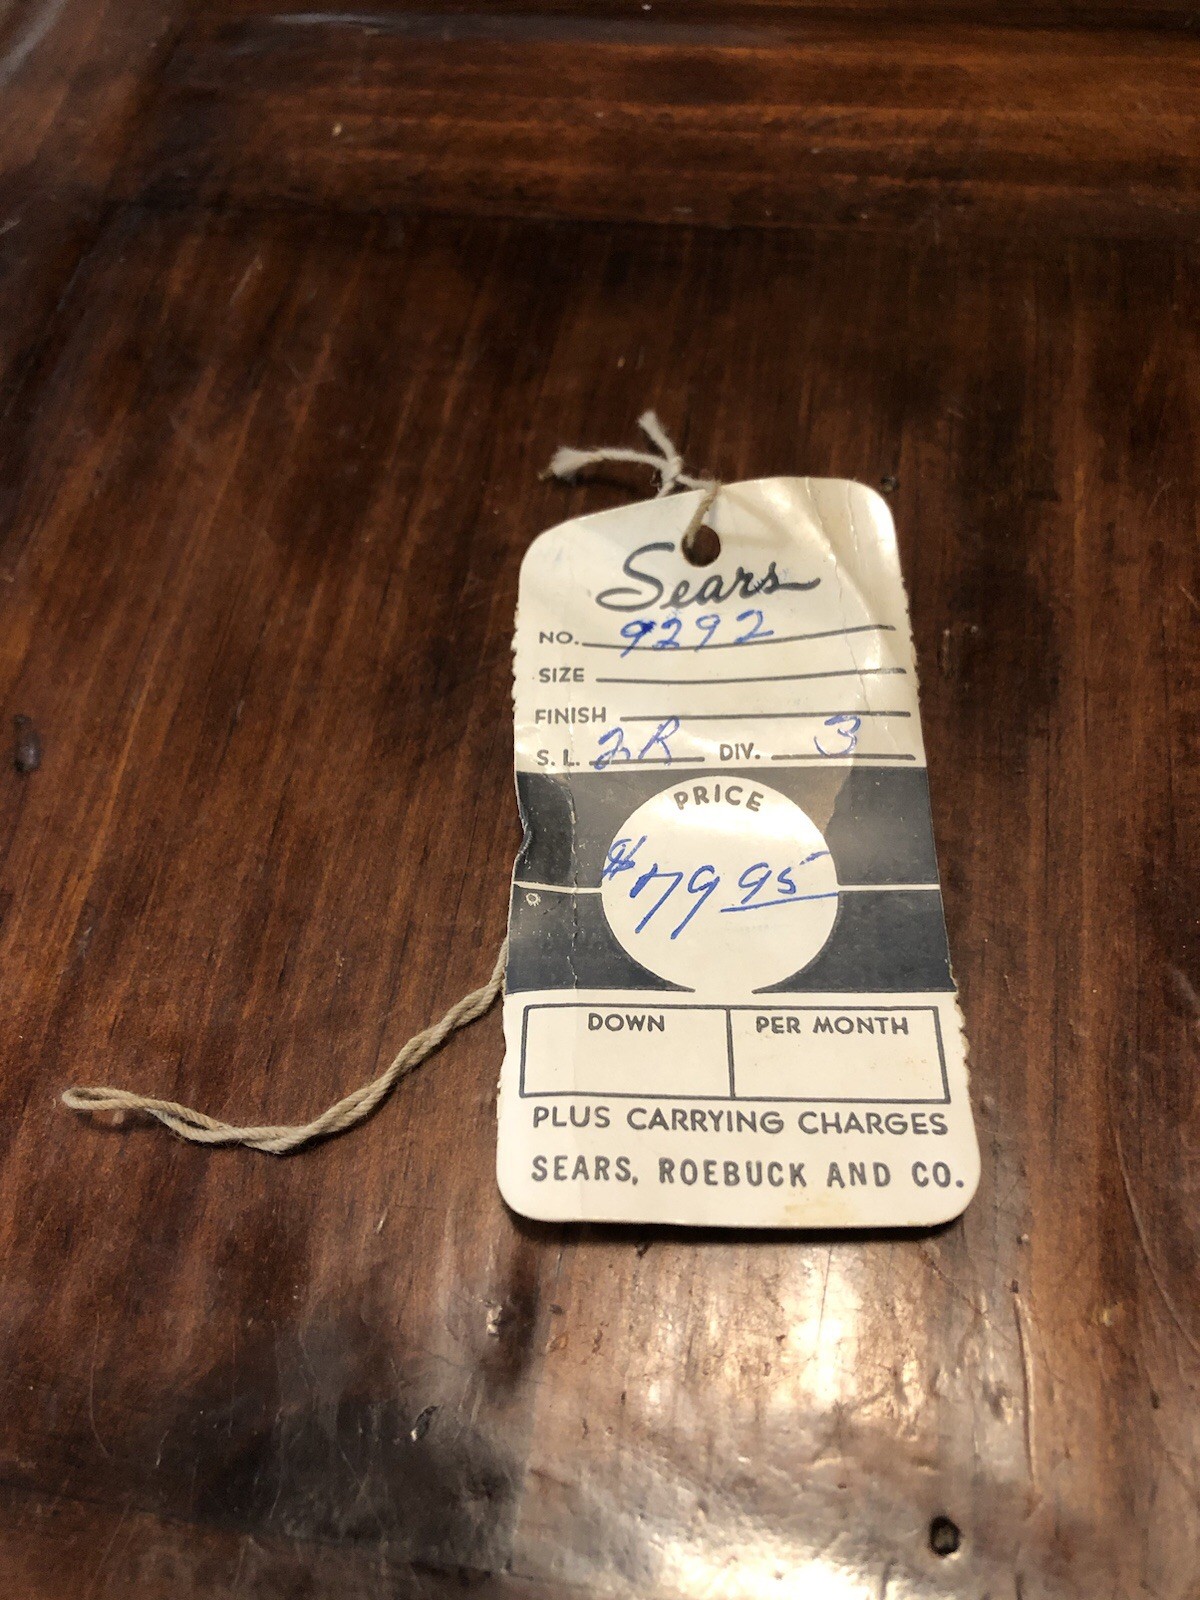 Sears
NO. 9292
SIZE
FINISH
S. L. 2R DIV. 3
PRICE
$79 95
DOWN PER MONTH
PLUS CARRYING CHARGES
SEARS, ROEBUCK AND CO.